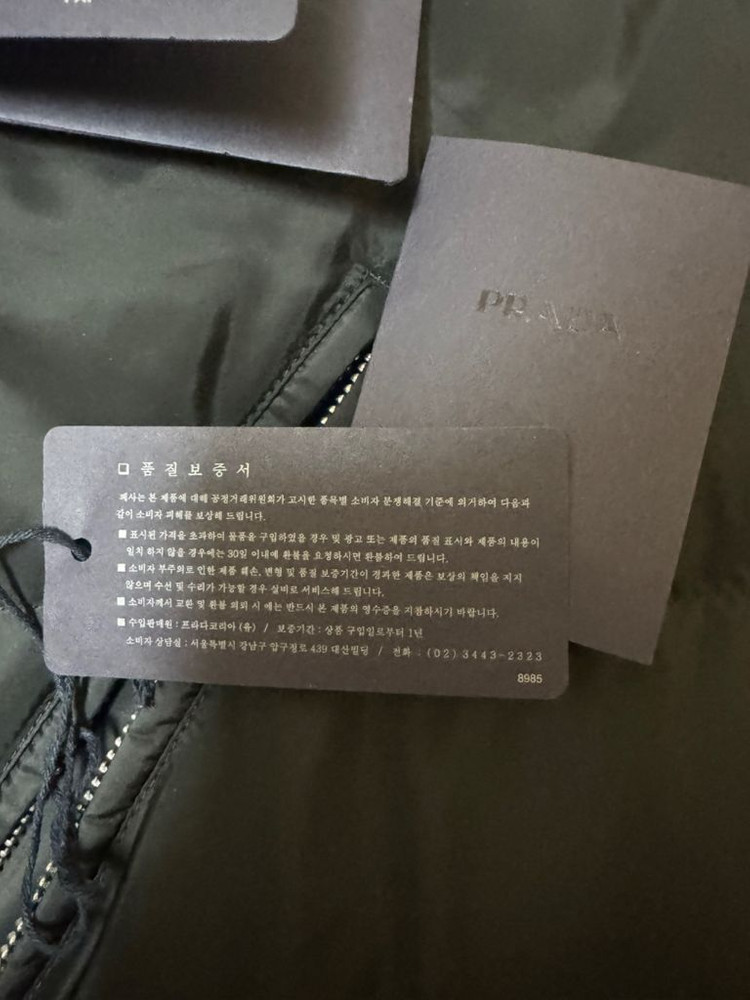 PRADA
❏ 품질보증서
폐사는 본 제품에 대해 공정거래위원회가 고시한 품목별 소비자 분쟁해결 기준에 의거하여 다음과
같이 소비자 피해를 보상해 드립니다.
■ 표시된 가격을 초과하여 물품을 구입하였을 경우 및 광고 또는 제품의 품질 표시와 제품의 내용이
일치 하지 않을 경우에는 30일 이내에 환불을 요청하시면 환불하여 드립니다.
■ 소비자 부주의로 인한 제품 훼손, 변형 및 품질 보증기간이 경과한 제품은 보상의 책임을 지지
않으며 수선 및 수리가 가능할 경우 실비로 서비스해 드립니다.
■ 소비자께서 교환 및 환불 의뢰 시 에는 반드시 본 제품의 영수증을 지참하시기 바랍니다.
■ 수입판매원 : 프라다코리아 (유) / 보증기간 : 상품 구입일로부터 1년
소비자 상담실 : 서울특별시 강남구 압구정로 439 대산빌딩 / 전화 : (02) 3443-2323
8985